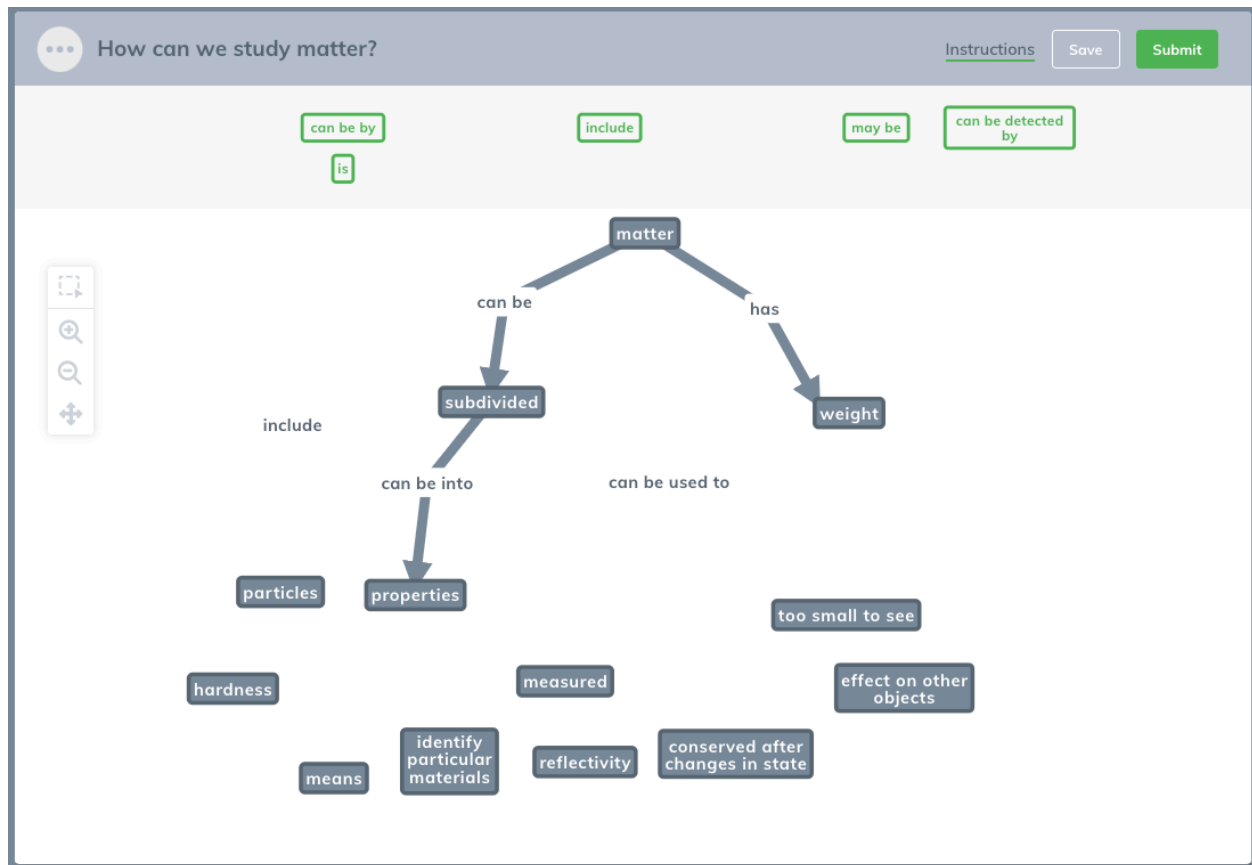 How can we study matter?
Instructions
Save
Submit
can be by
include
may be
can be detected
by
is
matter
can be
has
subdivided
weight
include
can be into
can be used to
particles
properties
too small to see
hardness
measured
effect on other
objects
identify
particular
materials
reflectivity
conserved after
changes in state
means